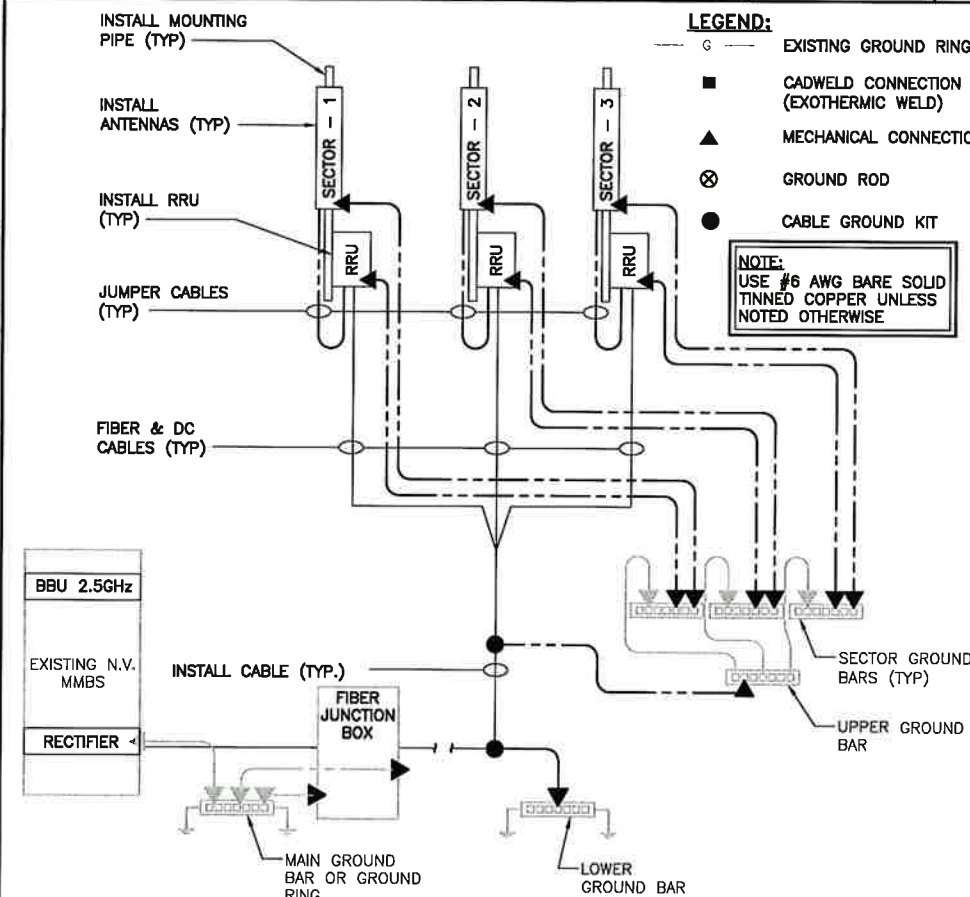 INSTALL MOUNTING
PIPE (TYP)
INSTALL
ANTENNAS (TYP)
INSTALL RRU
(TYP)
JUMPER CABLES
(TYP)
FIBER & DC
CABLES (TYP)
SECTOR - 1
SECTOR - 2
SECTOR - 3
RRU
RRU
RRU
LEGEND:
G
EXISTING GROUND RING
CADWELD CONNECTION
(EXOTHERMIC WELD)
MECHANICAL CONNECTIO
GROUND ROD
CABLE GROUND KIT
NOTE:
USE #6 AWG BARE SOLID
TINNED COPPER UNLESS
NOTED OTHERWISE
BBU 2.5GHz
EXISTING N.V.
MMBS
RECTIFIER
INSTALL CABLE (TYP.)
FIBER
JUNCTION
BOX
SECTOR GROUND
BARS (TYP)
UPPER GROUND
BAR
MAIN GROUND
BAR OR GROUND
RING
LOWER
GROUND BAR